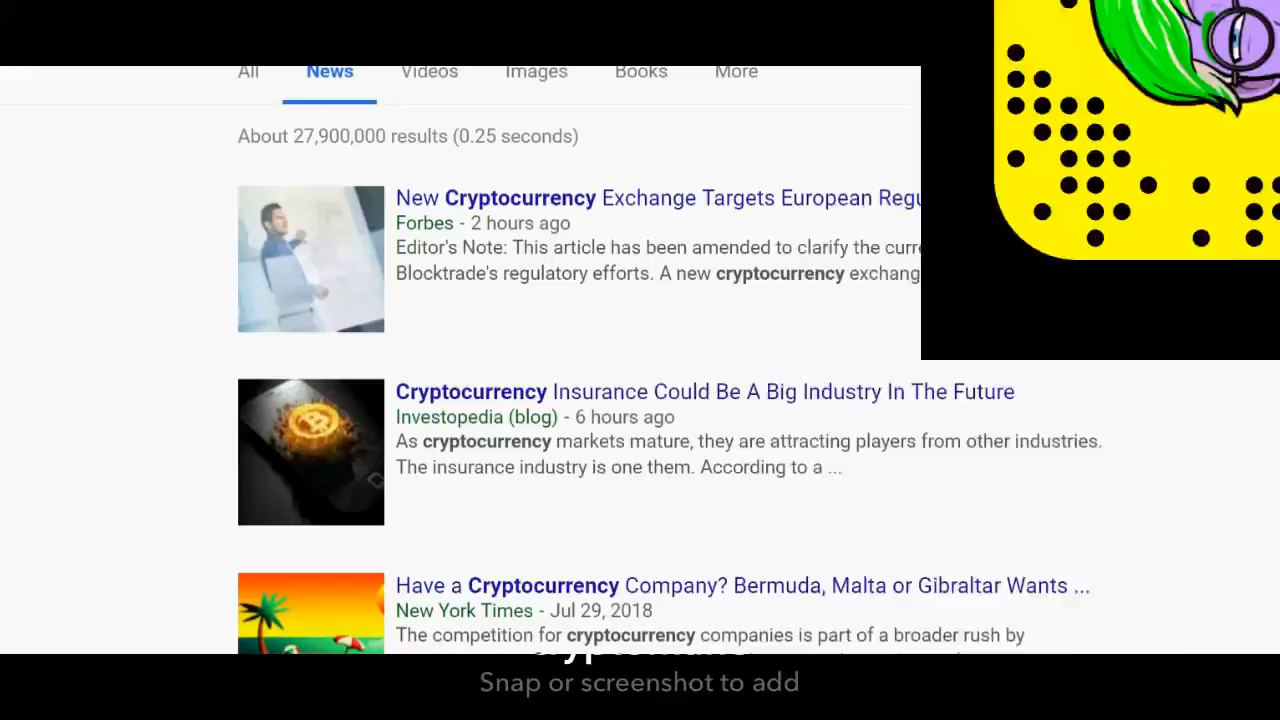 All News Videos Images Books More
About 27,900,000 results (0.25 seconds)
New Cryptocurrency Exchange Targets European Regu
Forbes - 2 hours ago
Editor's Note: This article has been amended to clarify the curre
Blocktrade's regulatory efforts. A new cryptocurrency exchang
Cryptocurrency Insurance Could Be A Big Industry In The Future
Investopedia (blog) - 6 hours ago
As cryptocurrency markets mature, they are attracting players from other industries.
The insurance industry is one them. According to a ...
Have a Cryptocurrency Company? Bermuda, Malta or Gibraltar Wants ...
New York Times - Jul 29, 2018
The competition for cryptocurrency companies is part of a broader rush by
Snap or screenshot to add